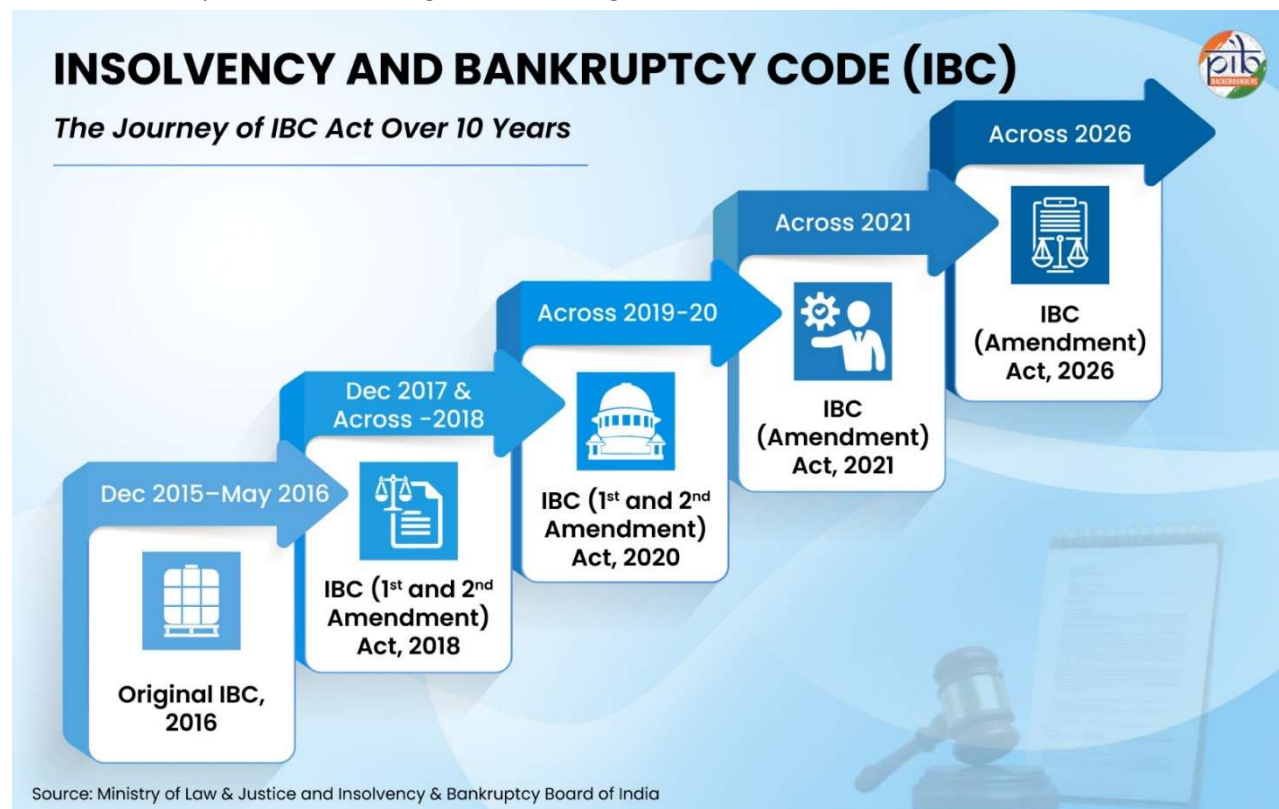 INSOLVENCY AND BANKRUPTCY CODE (IBC)
The Journey of IBC Act Over 10 Years
pib
BACKGROUNDERS
Dec 2015–May 2016
Original IBC,
2016
Dec 2017 &
Across -2018
IBC (1st and 2nd
Amendment)
Act, 2018
Across 2019-20
IBC (1st and 2nd
Amendment)
Act, 2020
Across 2021
IBC
(Amendment)
Act, 2021
Across 2026
IBC
(Amendment)
Act, 2026
Source: Ministry of Law & Justice and Insolvency & Bankruptcy Board of India